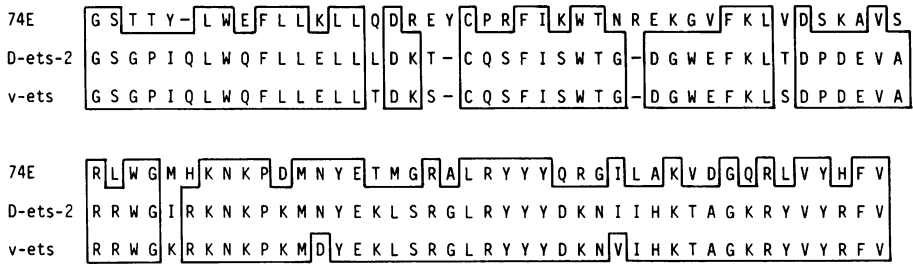 74E G S T T Y - L W E F L L K L L Q D R E Y C P R F I K W T N R E K G V F K L V D S K A V S
D-ets-2 G S G P I Q L W Q F L L E L L L D K T - C Q S F I S W T G - D G W E F K L T D P D E V A
v-ets G S G P I Q L W Q F L L E L L T D K S - C Q S F I S W T G - D G W E F K L S D P D E V A
74E R L W G M H K N K P D M N Y E T M G R A L R Y Y Y Q R G I L A K V D G Q R L V Y H F V
D-ets-2 R R W G I R K N K P K M N Y E K L S R G L R Y Y Y D K N I I H K T A G K R Y V Y R F V
v-ets R R W G K R K N K P K M D Y E K L S R G L R Y Y Y D K N V I H K T A G K R Y V Y R F V